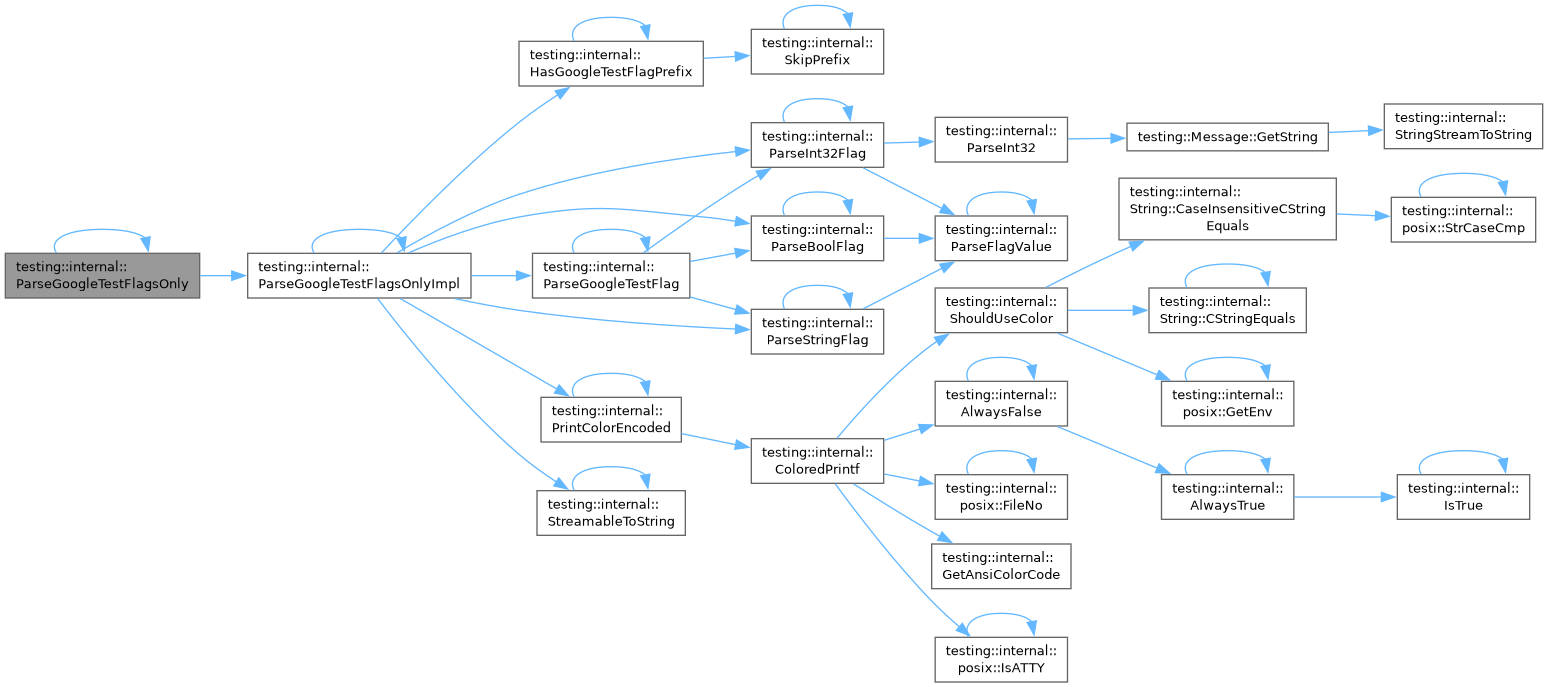 testing::internal::
ParseGoogleTestFlagsOnly
testing::internal::
ParseGoogleTestFlagsOnlyImpl
testing::internal::
HasGoogleTestFlagPrefix
testing::internal::
SkipPrefix
testing::internal::
ParseInt32Flag
testing::internal::
ParseInt32
testing::Message::GetString
testing::internal::
StringStreamToString
testing::internal::
ParseBoolFlag
testing::internal::
ParseFlagValue
testing::internal::
ParseGoogleTestFlag
testing::internal::
ParseStringFlag
testing::internal::
PrintColorEncoded
testing::internal::
StreamableToString
testing::internal::
ColoredPrintf
testing::internal::
ShouldUseColor
testing::internal::
String::CaseInsensitiveCString
Equals
testing::internal::
posix::StrCaseCmp
testing::internal::
String::CStringEquals
testing::internal::
posix::GetEnv
testing::internal::
AlwaysFalse
testing::internal::
AlwaysTrue
testing::internal::
IsTrue
testing::internal::
posix::FileNo
testing::internal::
GetAnsiColorCode
testing::internal::
posix::IsATTY